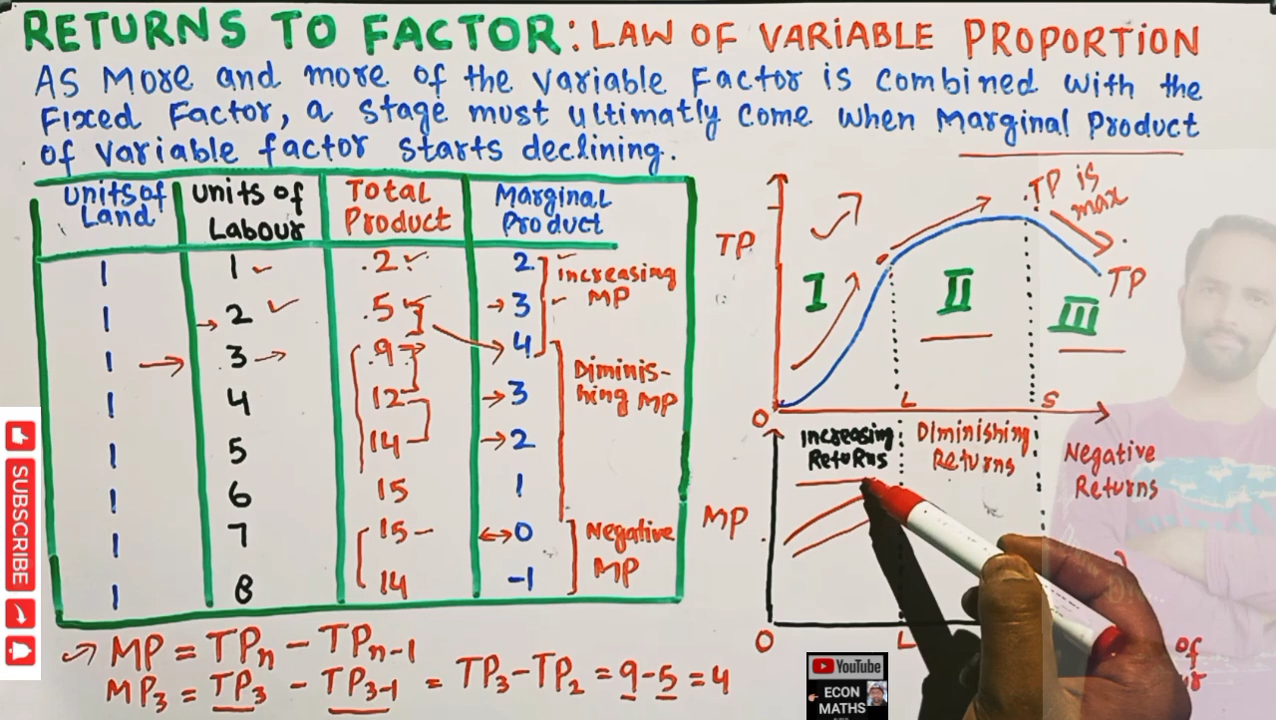 RETURNS TO FACTOR: LAW OF VARIABLE PROPORTION
AS More and more of the Variable Factor is combined with the
Fixed Factor, a stage must ultimatly come when Marginal Product
of variable factor starts declining.
Units of Land | Units of Labour | Total Product | Marginal Product
1 1 2 2
1 2 5 3
1 3 9 4
1 4 12 3
1 5 14 2
1 6 15 1
1 7 15 0
1 8 14 -1
Increasing MP
Diminishing MP
Negative MP
MP = TPn - TPn-1
MP3 = TP3 - TP3-1 = TP3 - TP2 = 9-5 = 4
TP
I
II
III
TP is max
TP
O
L
S
Increasing Returns
Diminishing Returns
Negative Returns
MP
O
L
of
SUBSCRIBE
YouTube
ECON
MATHS